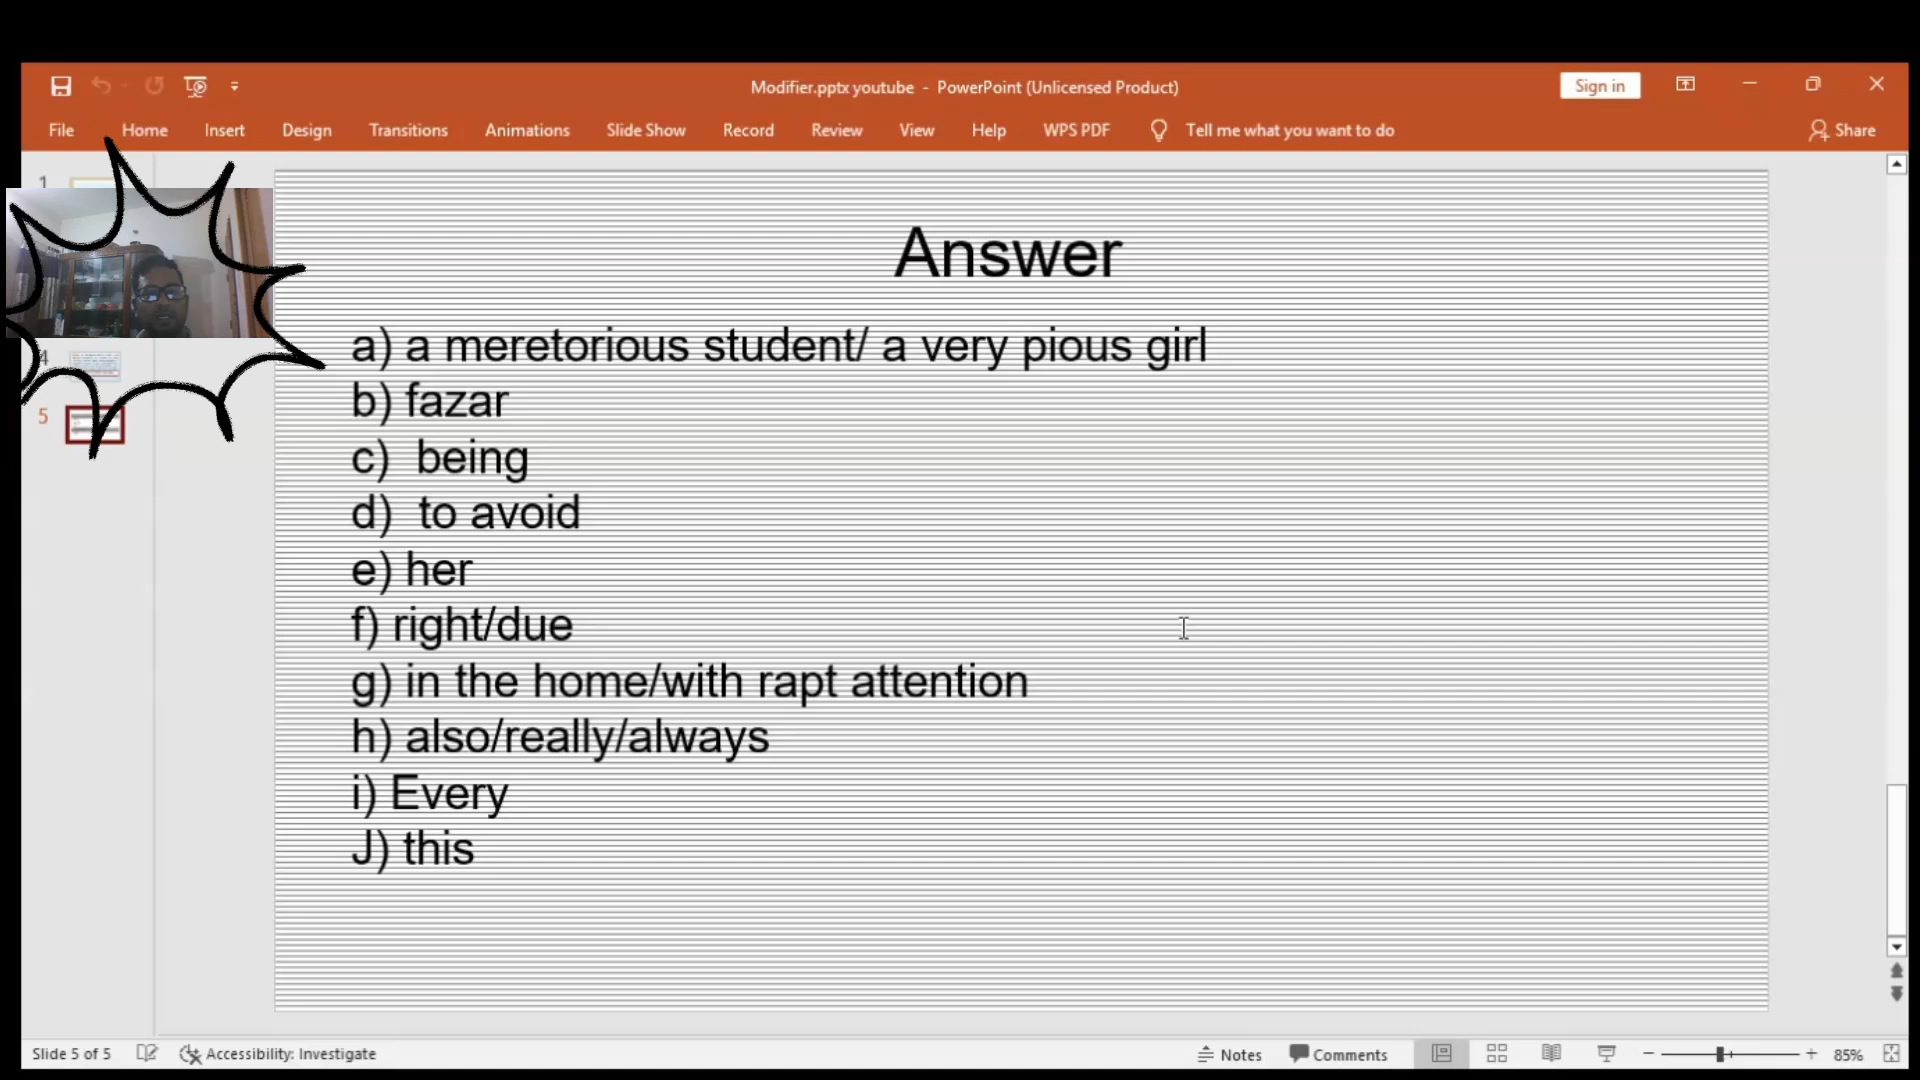 Modifier.pptx youtube - PowerPoint (Unlicensed Product)
Sign in
File Home Insert Design Transitions Animations Slide Show Record Review View Help WPS PDF Tell me what you want to do Share
1
4
5
Answer
a) a meretorious student/ a very pious girl
b) fazar
c) being
d) to avoid
e) her
f) right/due
g) in the home/with rapt attention
h) also/really/always
i) Every
J) this
Slide 5 of 5 Accessibility: Investigate Notes Comments 85%